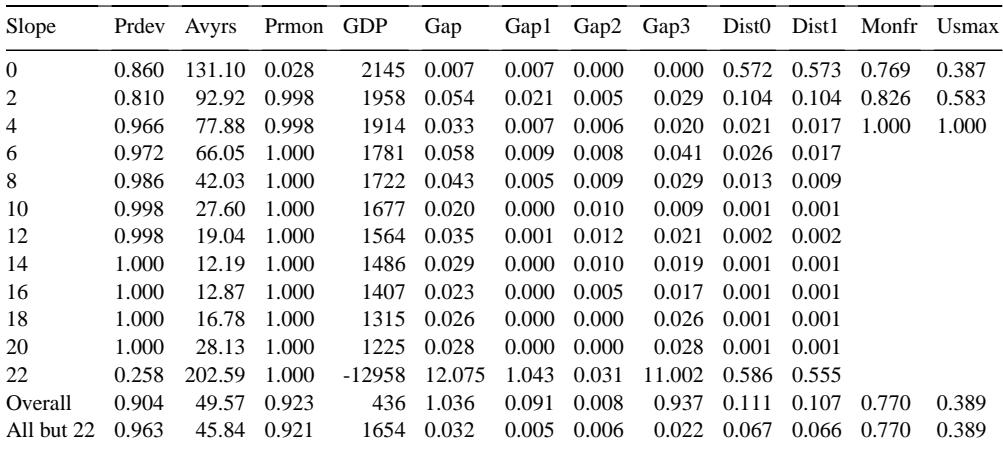 Slope Prdev Avyrs Prmon GDP Gap Gap1 Gap2 Gap3 Dist0 Dist1 Monfr Usmax
0 0.860 131.10 0.028 2145 0.007 0.007 0.000 0.000 0.572 0.573 0.769 0.387
2 0.810 92.92 0.998 1958 0.054 0.021 0.005 0.029 0.104 0.104 0.826 0.583
4 0.966 77.88 0.998 1914 0.033 0.007 0.006 0.020 0.021 0.017 1.000 1.000
6 0.972 66.05 1.000 1781 0.058 0.009 0.008 0.041 0.026 0.017
8 0.986 42.03 1.000 1722 0.043 0.005 0.009 0.029 0.013 0.009
10 0.998 27.60 1.000 1677 0.020 0.000 0.010 0.009 0.001 0.001
12 0.998 19.04 1.000 1564 0.035 0.001 0.012 0.021 0.002 0.002
14 1.000 12.19 1.000 1486 0.029 0.000 0.010 0.019 0.001 0.001
16 1.000 12.87 1.000 1407 0.023 0.000 0.005 0.017 0.001 0.001
18 1.000 16.78 1.000 1315 0.026 0.000 0.000 0.026 0.001 0.001
20 1.000 28.13 1.000 1225 0.028 0.000 0.000 0.028 0.001 0.001
22 0.258 202.59 1.000 -12958 12.075 1.043 0.031 11.002 0.586 0.555
Overall 0.904 49.57 0.923 436 1.036 0.091 0.008 0.937 0.111 0.107 0.770 0.389
All but 22 0.963 45.84 0.921 1654 0.032 0.005 0.006 0.022 0.067 0.066 0.770 0.389